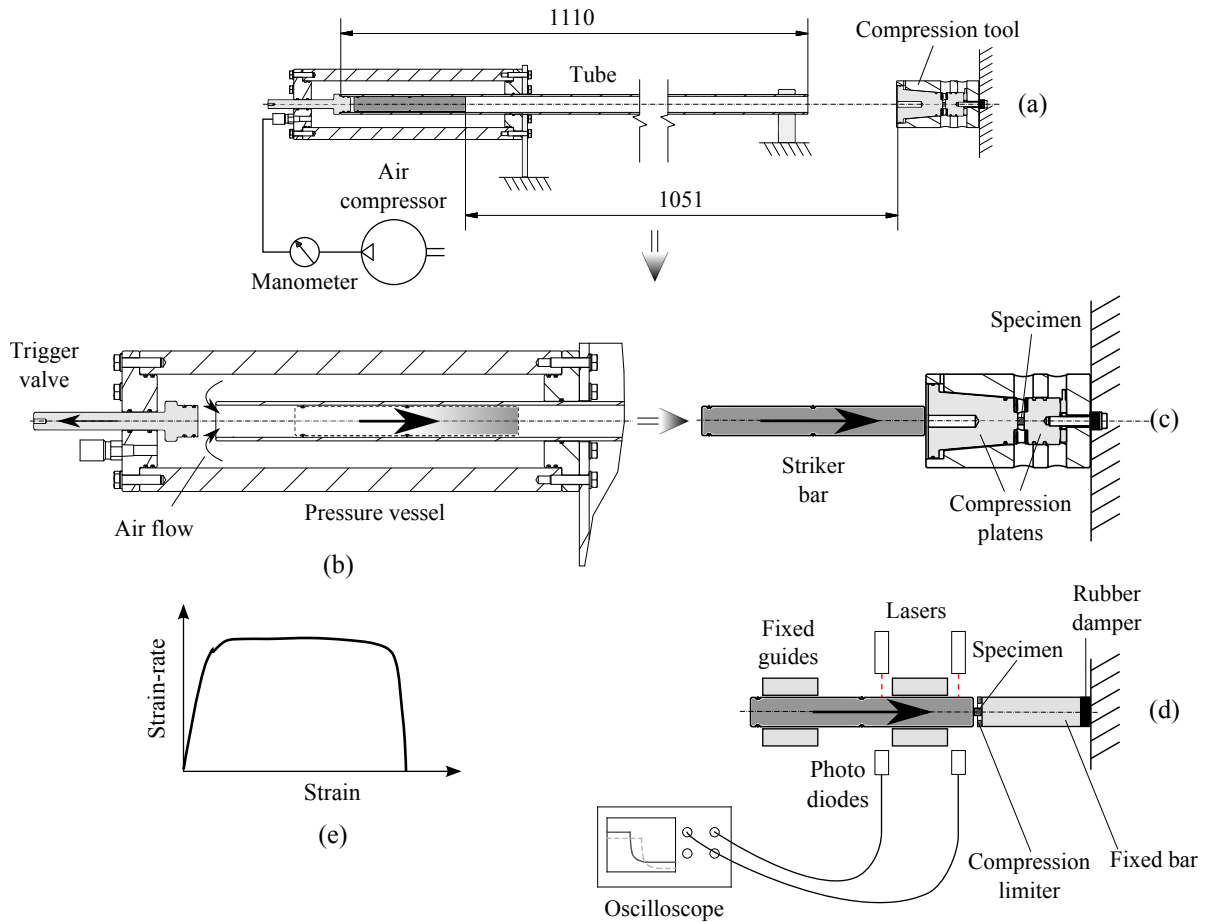 1110
Compression tool
Tube
(a)
Air
compressor
1051
Manometer
Specimen
Trigger
valve
(c)
Striker
bar
Compression
platens
Air flow
Pressure vessel
(b)
Rubber
damper
Lasers
Fixed
guides
Specimen
(d)
Strain-rate
Photo
diodes
Strain
(e)
Compression
limiter
Fixed bar
Oscilloscope